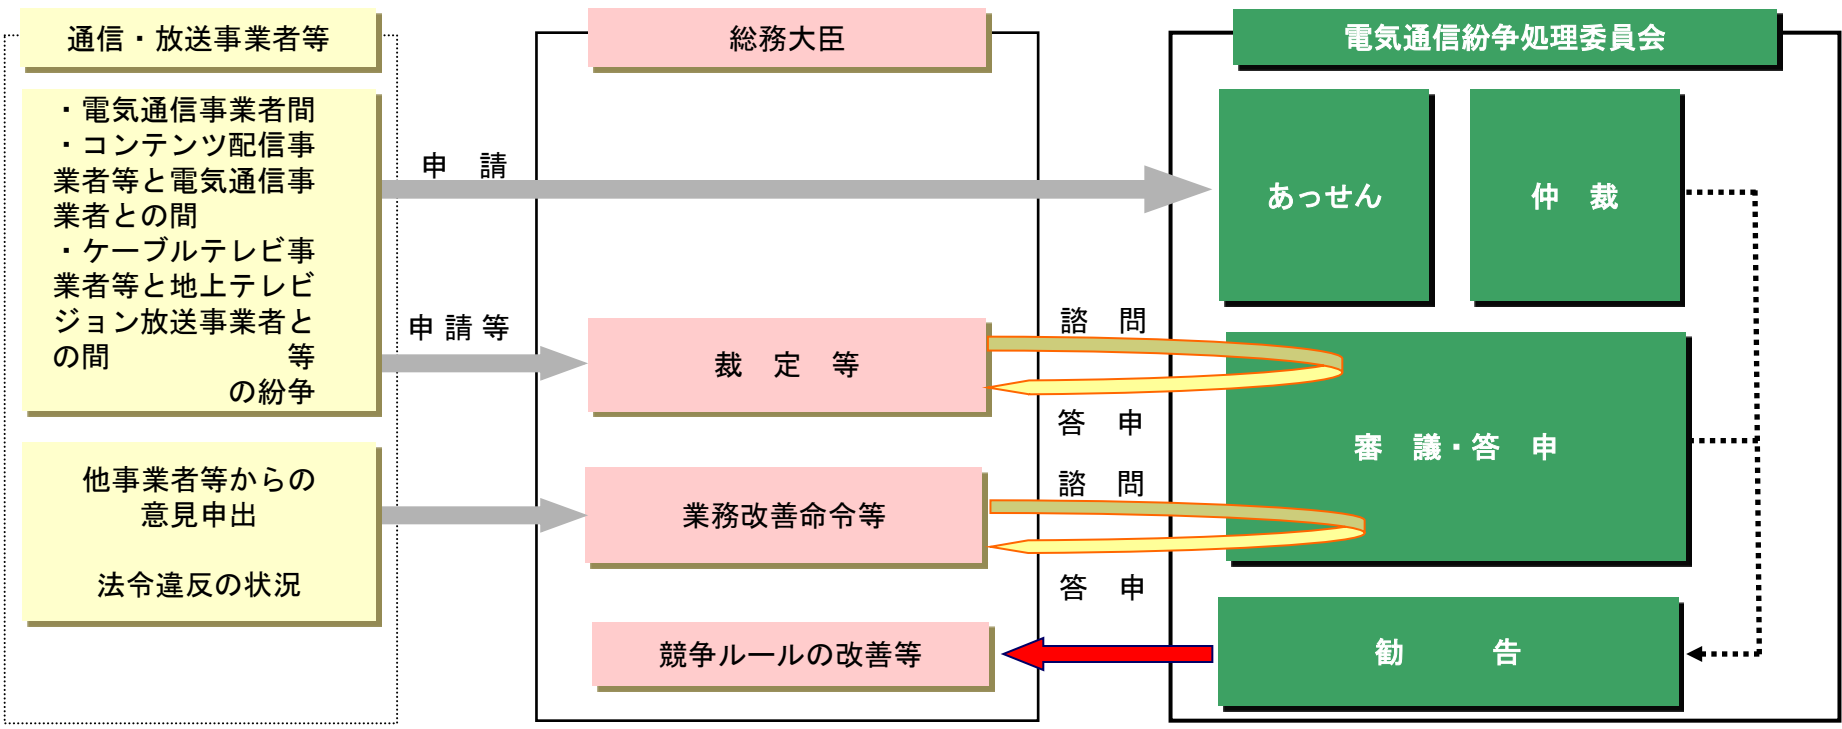 通信・放送事業者等
・電気通信事業者間
・コンテンツ配信事
業者等と電気通信事
業者との間
・ケーブルテレビ事
業者等と地上テレビ
ジョン放送事業者と
の間 等
の紛争
他事業者等からの
意見申出
法令違反の状況
申 請
申 請 等
総務大臣
裁 定 等
業務改善命令等
競争ルールの改善等
諮 問
答 申
諮 問
答 申
電気通信紛争処理委員会
あっせん
仲 裁
審 議・答 申
勧 告